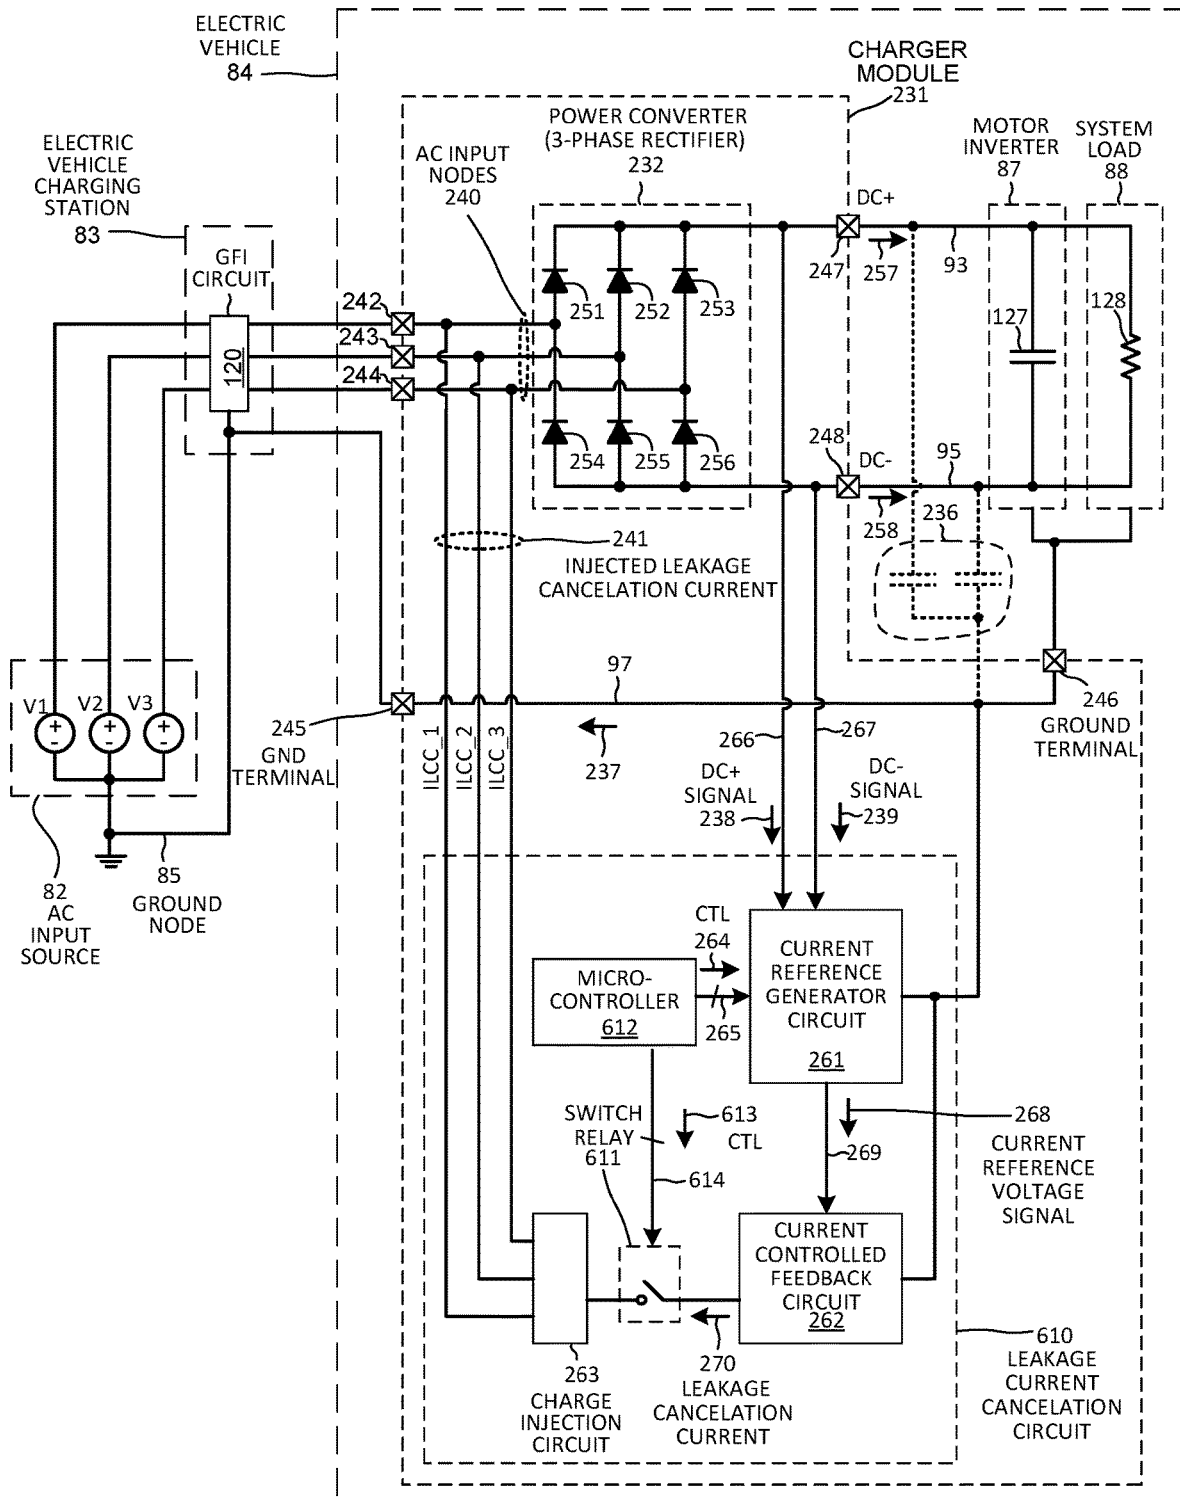 ELECTRIC
VEHICLE
84
CHARGER
MODULE
231
ELECTRIC
VEHICLE
CHARGING
STATION
83
POWER CONVERTER
(3-PHASE RECTIFIER)
232
AC INPUT
NODES
240
MOTOR
INVERTER
87
SYSTEM
LOAD
88
GFI
CIRCUIT
120
DC+
247
257
93
242
243
244
251
252
253
127
128
254
255
256
248
DC-
95
258
236
241
INJECTED LEAKAGE
CANCELATION CURRENT
V1
V2
V3
+
-
+
-
+
-
245
GND
TERMINAL
97
237
246
GROUND
TERMINAL
ILCC_1
ILCC_2
ILCC_3
266
267
DC+
SIGNAL
238
DC-
SIGNAL
239
82
AC
INPUT
SOURCE
85
GROUND
NODE
CTL
264
265
MICRO-
CONTROLLER
612
CURRENT
REFERENCE
GENERATOR
CIRCUIT
261
SWITCH
RELAY
611
613
CTL
614
269
268
CURRENT
REFERENCE
VOLTAGE
SIGNAL
CURRENT
CONTROLLED
FEEDBACK
CIRCUIT
262
263
CHARGE
INJECTION
CIRCUIT
270
LEAKAGE
CANCELATION
CURRENT
610
LEAKAGE
CURRENT
CANCELATION
CIRCUIT